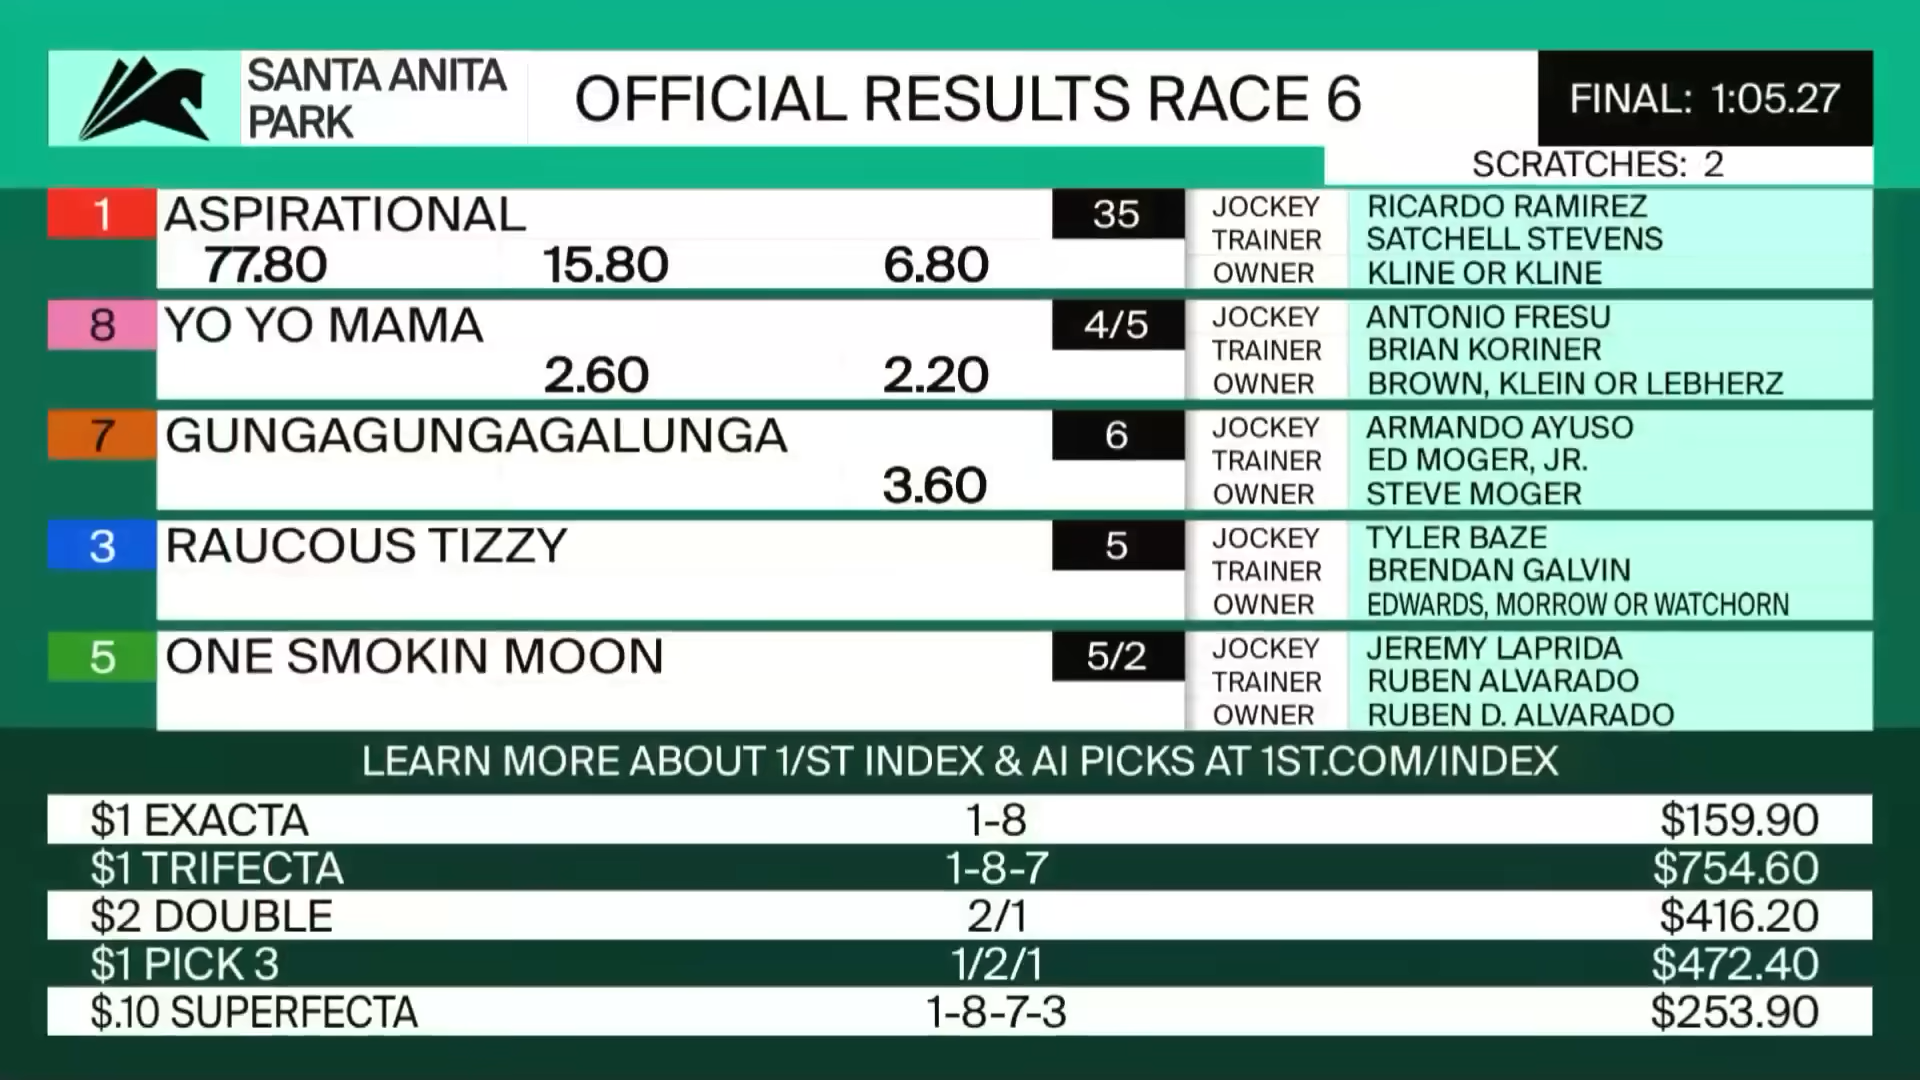 SANTA ANITA
PARK
OFFICIAL RESULTS RACE 6
FINAL: 1:05.27
SCRATCHES: 2
1 ASPIRATIONAL 35
77.80 15.80 6.80
JOCKEY RICARDO RAMIREZ
TRAINER SATCHELL STEVENS
OWNER KLINE OR KLINE
8 YO YO MAMA 4/5
2.60 2.20
JOCKEY ANTONIO FRESU
TRAINER BRIAN KORINER
OWNER BROWN, KLEIN OR LEBHERZ
7 GUNGAGUNGAGALUNGA 6
3.60
JOCKEY ARMANDO AYUSO
TRAINER ED MOGER, JR.
OWNER STEVE MOGER
3 RAUCOUS TIZZY 5
JOCKEY TYLER BAZE
TRAINER BRENDAN GALVIN
OWNER EDWARDS, MORROW OR WATCHORN
5 ONE SMOKIN MOON 5/2
JOCKEY JEREMY LAPRIDA
TRAINER RUBEN ALVARADO
OWNER RUBEN D. ALVARADO
LEARN MORE ABOUT 1/ST INDEX & AI PICKS AT 1ST.COM/INDEX
$1 EXACTA 1-8 $159.90
$1 TRIFECTA 1-8-7 $754.60
$2 DOUBLE 2/1 $416.20
$1 PICK 3 1/2/1 $472.40
$.10 SUPERFECTA 1-8-7-3 $253.90